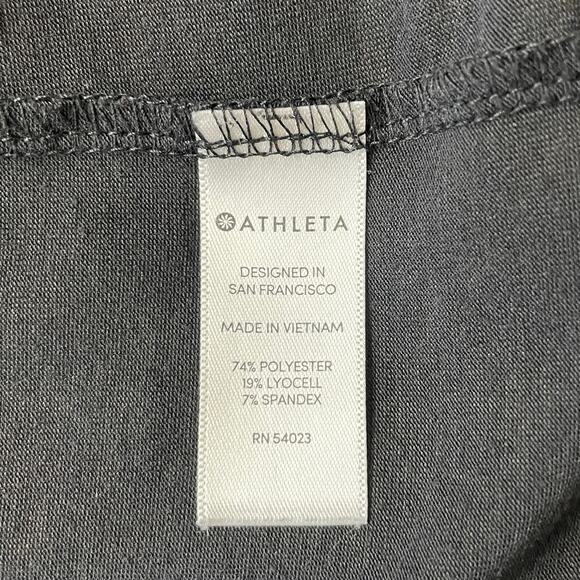 ATHLETA
DESIGNED IN
SAN FRANCISCO
MADE IN VIETNAM
74% POLYESTER
19% LYOCELL
7% SPANDEX
RN 54023